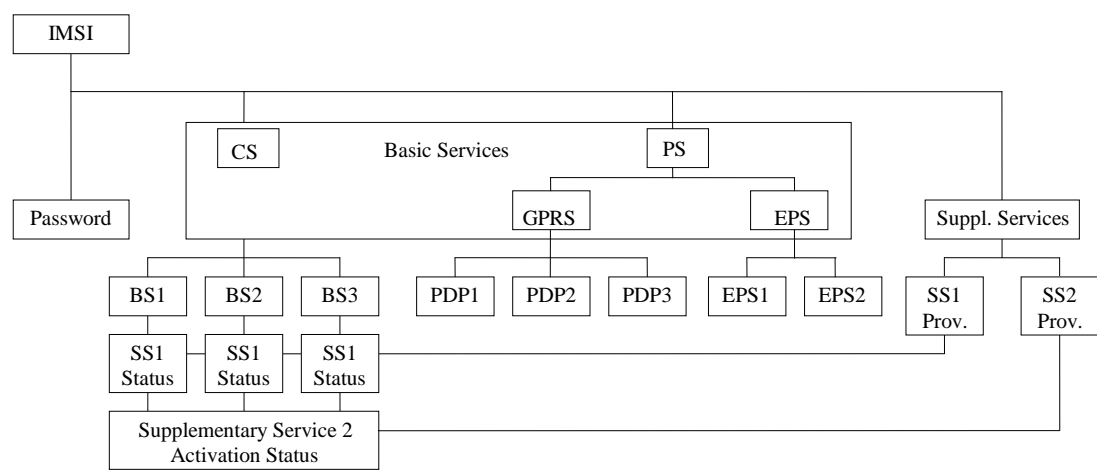 IMSI
CS
Basic Services
PS
Password
GPRS
EPS
Suppl. Services
BS1
BS2
BS3
PDP1
PDP2
PDP3
EPS1
EPS2
SS1
Prov.
SS2
Prov.
SS1
Status
SS1
Status
SS1
Status
Supplementary Service 2
Activation Status